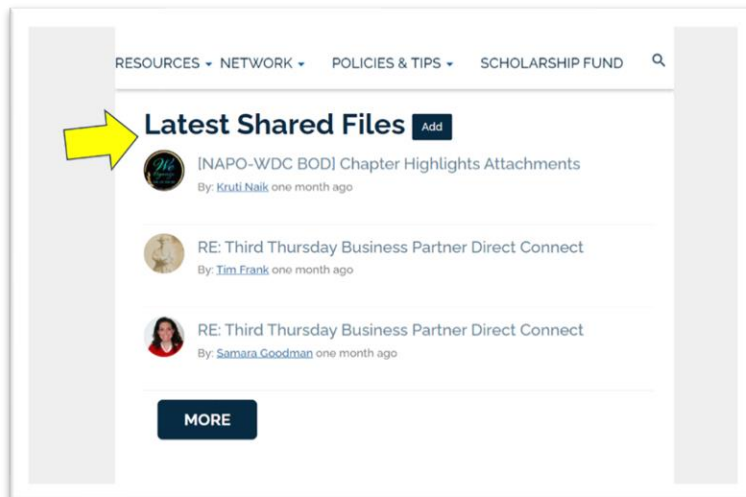 RESOURCES NETWORK POLICIES & TIPS SCHOLARSHIP FUND
Latest Shared Files Add
[NAPO-WDC BOD] Chapter Highlights Attachments
By: Kruti Naik one month ago
RE: Third Thursday Business Partner Direct Connect
By: Tim Frank one month ago
RE: Third Thursday Business Partner Direct Connect
By: Samara Goodman one month ago
MORE